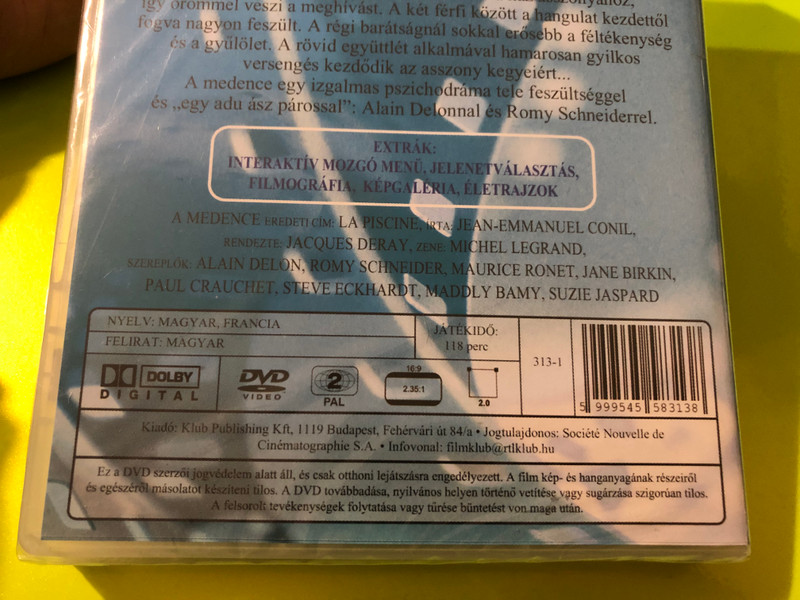 így örömmel veszi a meghívást. A két férfi között a hangulat kezdettől
fogva nagyon feszült. A régi barátságnál sokkal erősebb a féltékenység
és a gyűlölet. A rövid együttlét alkalmával hamarosan gyilkos
versengés kezdődik az asszony kegyeiért...
A medence egy izgalmas pszichodráma tele feszültséggel
és „egy adu ász párossal”: Alain Delonnal és Romy Schneiderrel.
EXTRÁK:
INTERAKTÍV MOZGÓ MENÜ, JELENETVÁLASZTÁS,
FILMOGRÁFIA, KÉPGALÉRIA, ÉLETRAJZOK
A MEDENCE EREDETI CÍM: LA PISCINE, ÍRTA: JEAN-EMMANUEL CONIL,
RENDEZTE: JACQUES DERAY, ZENE: MICHEL LEGRAND,
SZEREPLŐK: ALAIN DELON, ROMY SCHNEIDER, MAURICE RONET, JANE BIRKIN,
PAUL CRAUCHET, STEVE ECKHARDT, MADDLY BAMY, SUZIE JASPARD
NYELV: MAGYAR, FRANCIA
FELIRAT: MAGYAR
JÁTÉKIDŐ:
118 perc
313-1
DOLBY
DIGITAL
DVD
VIDEO
2
PAL
16:9
2.35:1
2.0
5 999545 583138
Kiadó: Klub Publishing Kft, 1119 Budapest, Fehérvári út 84/a • Jogtulajdonos: Société Nouvelle de
Cinématographie S.A. • Infovonal: filmklub@rtlklub.hu
Ez a DVD szerzői jogvédelem alatt áll, és csak otthoni lejátszásra engedélyezett. A film kép- és hanganyagának részeiről
és egészéről másolatot készíteni tilos. A DVD továbbadása, nyilvános helyen történő vetítése vagy sugárzása szigorúan tilos.
A felsorolt tevékenységek folytatása vagy tűrése büntetést von maga után.